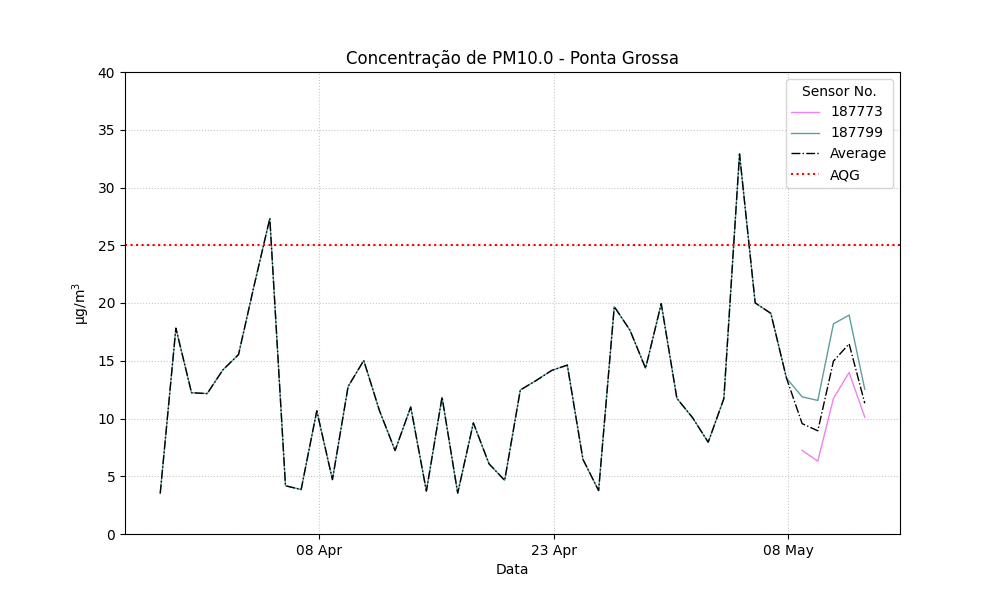 Concentração de PM10.0 - Ponta Grossa
40
35
30
25
20
15
10
5
0
µg/m³
Sensor No.
187773
187799
Average
AQG
08 Apr
23 Apr
08 May
Data